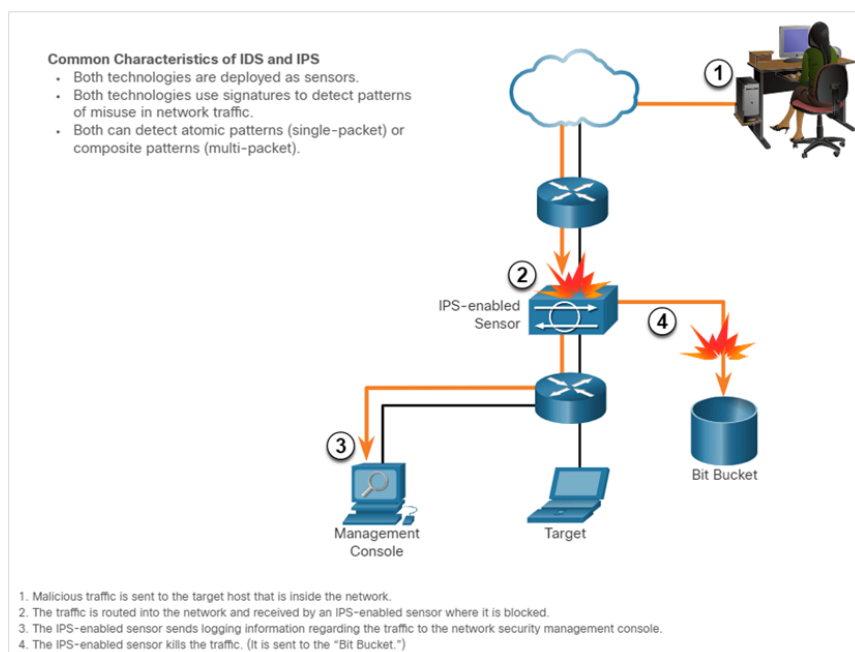 Common Characteristics of IDS and IPS
• Both technologies are deployed as sensors.
• Both technologies use signatures to detect patterns
of misuse in network traffic.
• Both can detect atomic patterns (single-packet) or
composite patterns (multi-packet).
1
2
IPS-enabled
Sensor
4
3
Bit Bucket
Management
Console
Target
1. Malicious traffic is sent to the target host that is inside the network.
2. The traffic is routed into the network and received by an IPS-enabled sensor where it is blocked.
3. The IPS-enabled sensor sends logging information regarding the traffic to the network security management console.
4. The IPS-enabled sensor kills the traffic. (It is sent to the “Bit Bucket.”)